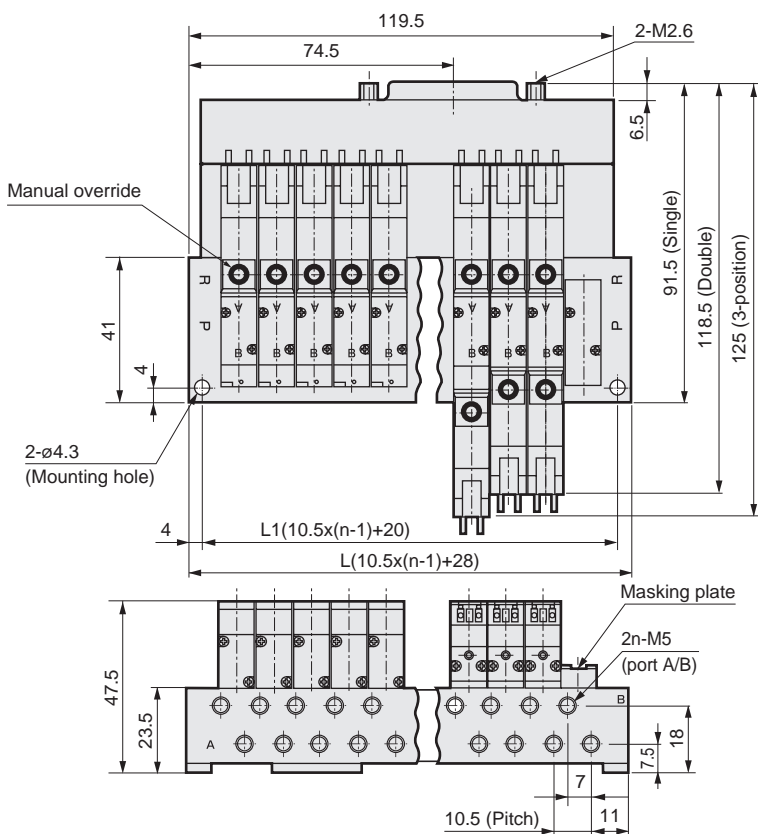 119.5
74.5
2-M2.6
6.5
Manual override
91.5 (Single)
118.5 (Double)
125 (3-position)
R
P
R
P
41
4
B
B
B
B
B
B
B
B
2-ø4.3
(Mounting hole)
4
L1(10.5x(n-1)+20)
L(10.5x(n-1)+28)
Masking plate
2n-M5
(port A/B)
47.5
23.5
A
B
18
7.5
7
10.5 (Pitch)
11